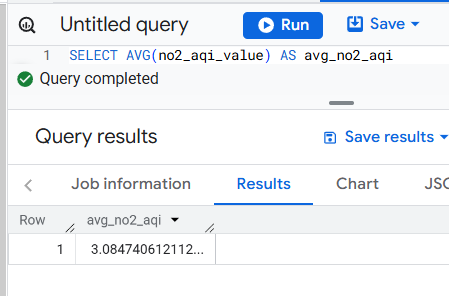 Untitled query
Run
Save
1 SELECT AVG(no2_aqi_value) AS avg_no2_aqi
Query completed
Query results
Save results
Job information
Results
Chart
JSC
Row
avg_no2_aqi
1
3.084740612112...